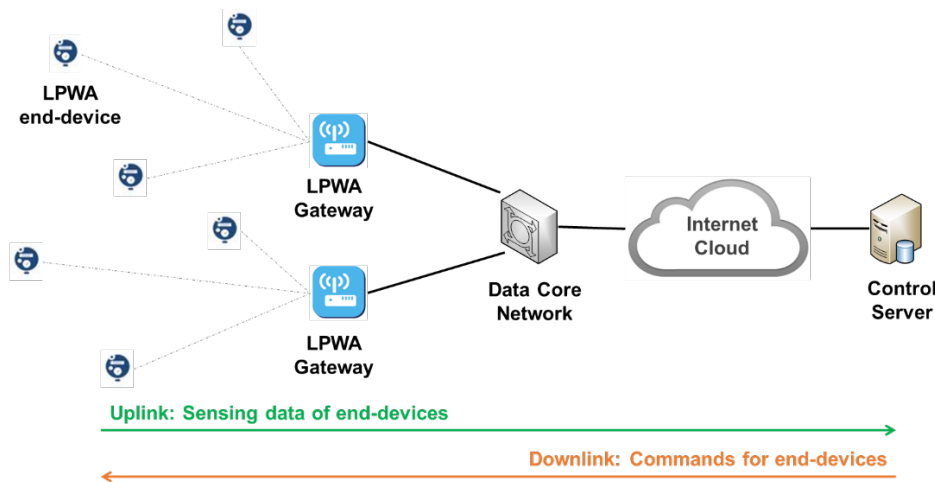 LPWA
end-device
LPWA
Gateway
LPWA
Gateway
Data Core
Network
Internet
Cloud
Control
Server
Uplink: Sensing data of end-devices
Downlink: Commands for end-devices